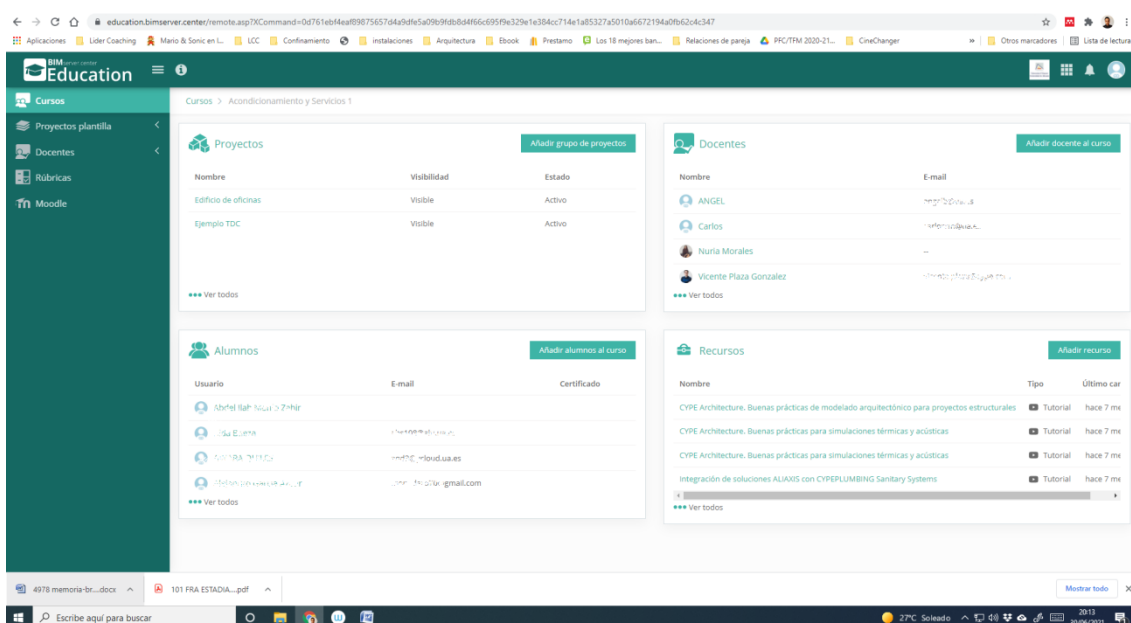 education.bimserver.center/remote.asp?XCommand=0d761ebf4eaf89875657d4a9dfe5a09b9fdb8d4f66c695f9e329e1e384cc714e1a85327a5010a6672194a0fb62c4c347
Aplicaciones Lider Coaching Mario & Sonic en L... LCC Confinamiento instalaciones Arquitectura Ebook Prestamo Los 18 mejores ban... Relaciones de pareja PFC/TFM 2020-21... CineChanger » Otros marcadores Lista de lectura
BIMserver.center
Education
Cursos
Proyectos plantilla
Docentes
Rúbricas
Moodle
Cursos > Acondicionamiento y Servicios 1
Proyectos Añadir grupo de proyectos
Nombre Visibilidad Estado
Edificio de oficinas Visible Activo
Ejemplo TDC Visible Activo
••• Ver todos
Docentes Añadir docente al curso
Nombre E-mail
ANGEL
Carlos
Nuria Morales --
Vicente Plaza Gonzalez
••• Ver todos
Alumnos Añadir alumnos al curso
Usuario E-mail Certificado
cloud.ua.es
gmail.com
••• Ver todos
Recursos Añadir recurso
Nombre Tipo Último car
CYPE Architecture. Buenas prácticas de modelado arquitectónico para proyectos estructurales Tutorial hace 7 me
CYPE Architecture. Buenas prácticas para simulaciones térmicas y acústicas Tutorial hace 7 me
CYPE Architecture. Buenas prácticas para simulaciones térmicas y acústicas Tutorial hace 7 me
Integración de soluciones ALIAXIS con CYPEPLUMBING Sanitary Systems Tutorial hace 7 me
••• Ver todos
4978 memoria-br....docx 101 FRA ESTADIA....pdf Mostrar todo X
Escribe aquí para buscar
27°C Soleado
20:13
20/06/2021